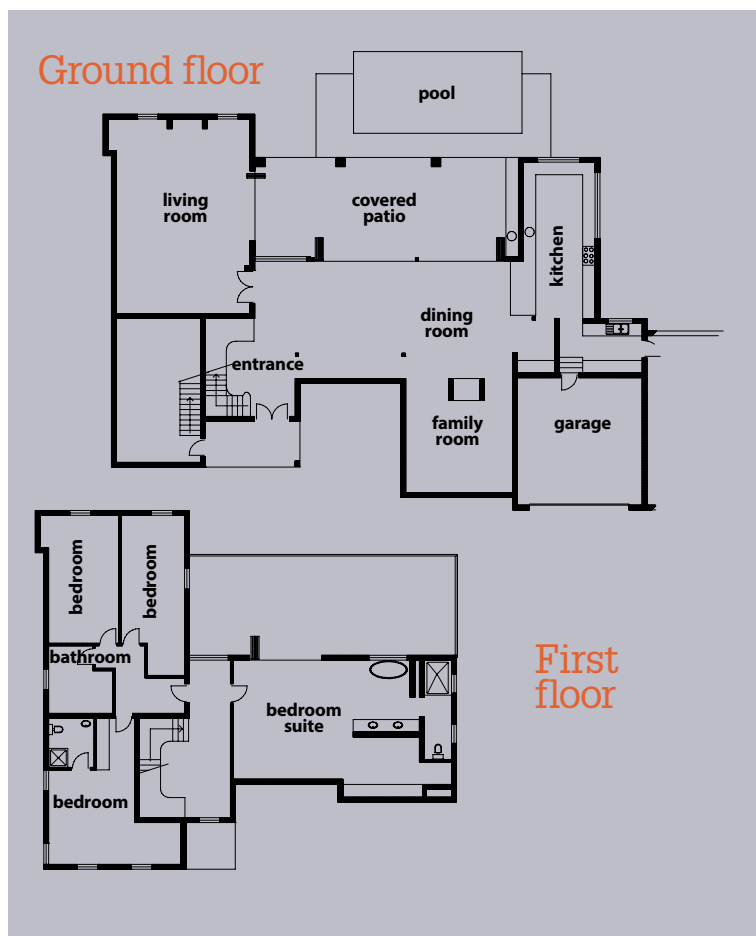 Ground floor
pool
living
room
covered
patio
kitchen
dining
room
entrance
family
room
garage
bedroom
bedroom
bathroom
First
floor
bedroom
suite
bedroom